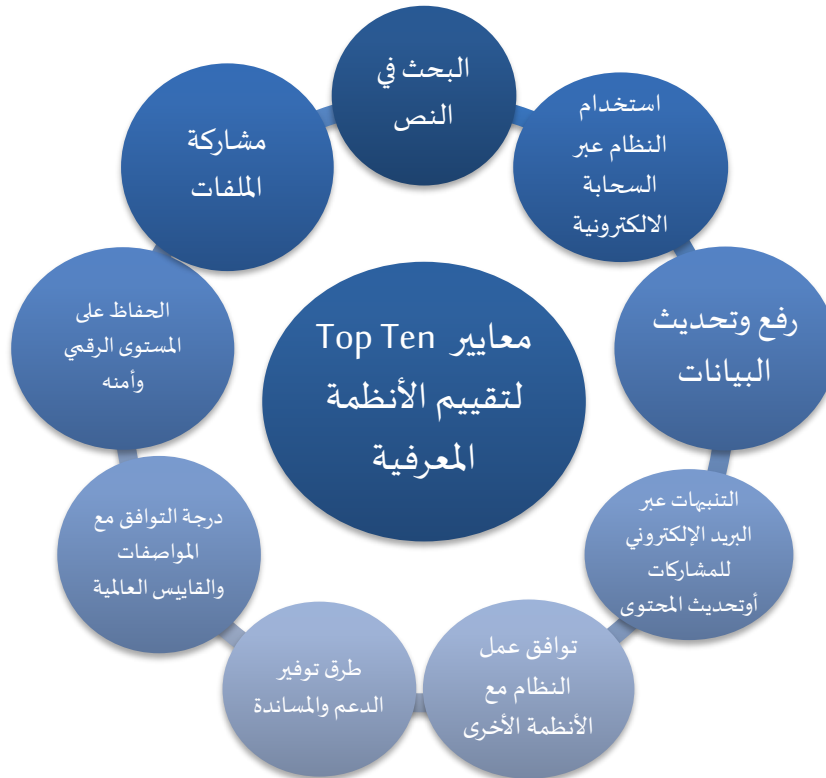 البحث في
النص
استخدام
النظام عبر
السحابة
الالكترونية
رفع وتحديث
البيانات
التنبيهات عبر
البريد الإلكتروني
للمشاركات
أوتحديث المحتوى
توافق عمل
النظام مع
الأنظمة الأخرى
طرق توفير
الدعم والمساندة
درجة التوافق مع
المواصفات
والقاييس العالمية
الحفاظ على
المستوى الرقمي
وأمنه
مشاركة
الملفات
معايير Top Ten
لتقييم الأنظمة
المعرفية